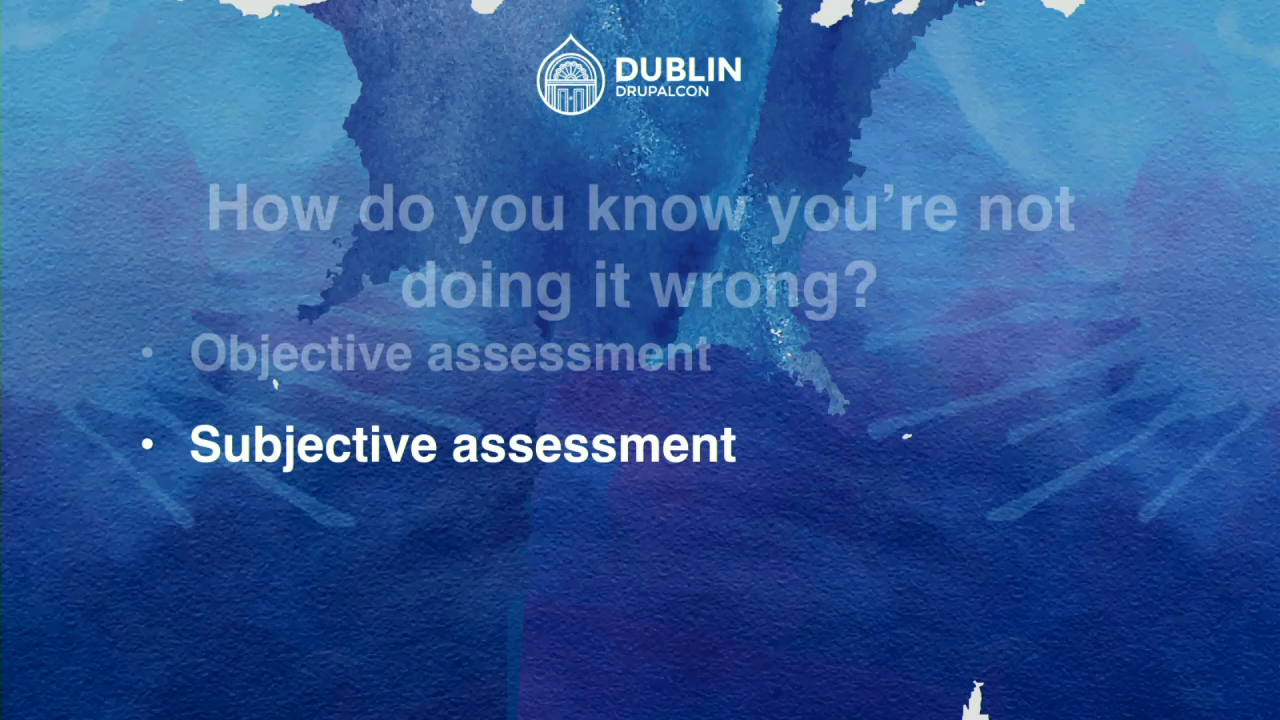 DUBLIN
DRUPALCON
How do you know you’re not
doing it wrong?
• Objective assessment
• Subjective assessment